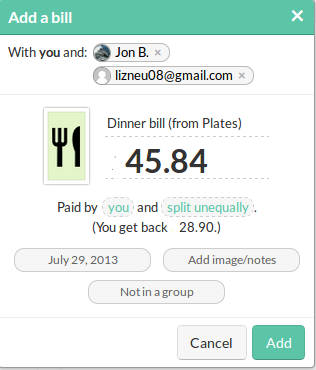 Add a bill ×
With you and: Jon B. ×
lizneu08@gmail.com ×
Dinner bill (from Plates)
45.84
Paid by you and split unequally.
(You get back 28.90.)
July 29, 2013 Add image/notes
Not in a group
Cancel Add